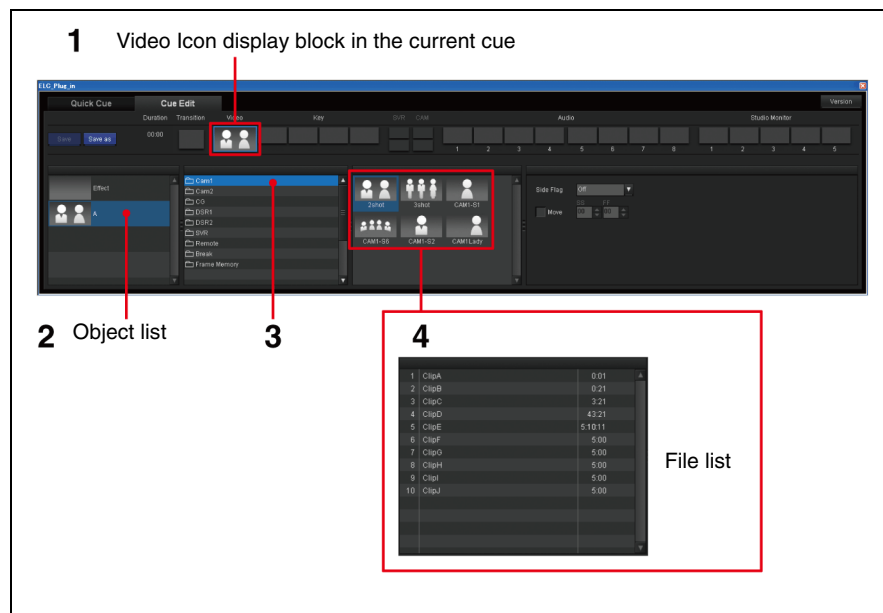 1 Video Icon display block in the current cue
ELC_Plug_in
Quick Cue Cue Edit Version
Duration Transition Video Key SVR CAM Audio Studio Monitor
Save Save as 00:00
1 2 3 4 5 6 7 8 1 2 3 4 5
Effect
A
Cam1
Cam2
CG
DSR1
DSR2
SVR
Remote
Break
Frame Memory
2shot 3shot CAM1-S1
CAM1-S6 CAM1-S2 CAM1Lady
Side Flag Off
SS FF
Move 00 00
2 Object list
3
4
1 ClipA 0:01
2 ClipB 0:21
3 ClipC 3:21
4 ClipD 43:21
5 ClipE 5:10:11
6 ClipF 5:00
7 ClipG 5:00
8 ClipH 5:00
9 ClipI 5:00
10 ClipJ 5:00
File list